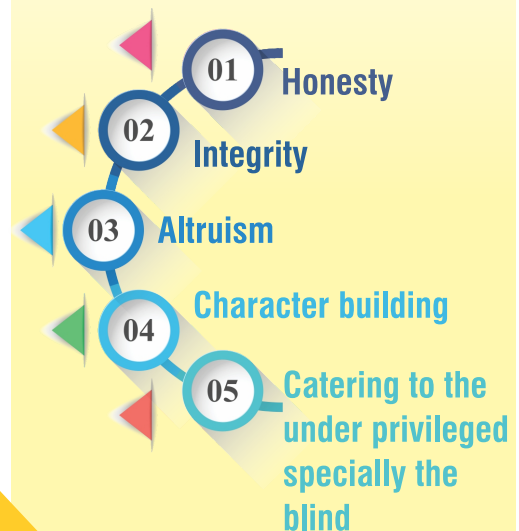 01
Honesty
02
Integrity
03
Altruism
04
Character building
05
Catering to the
under privileged
specially the
blind